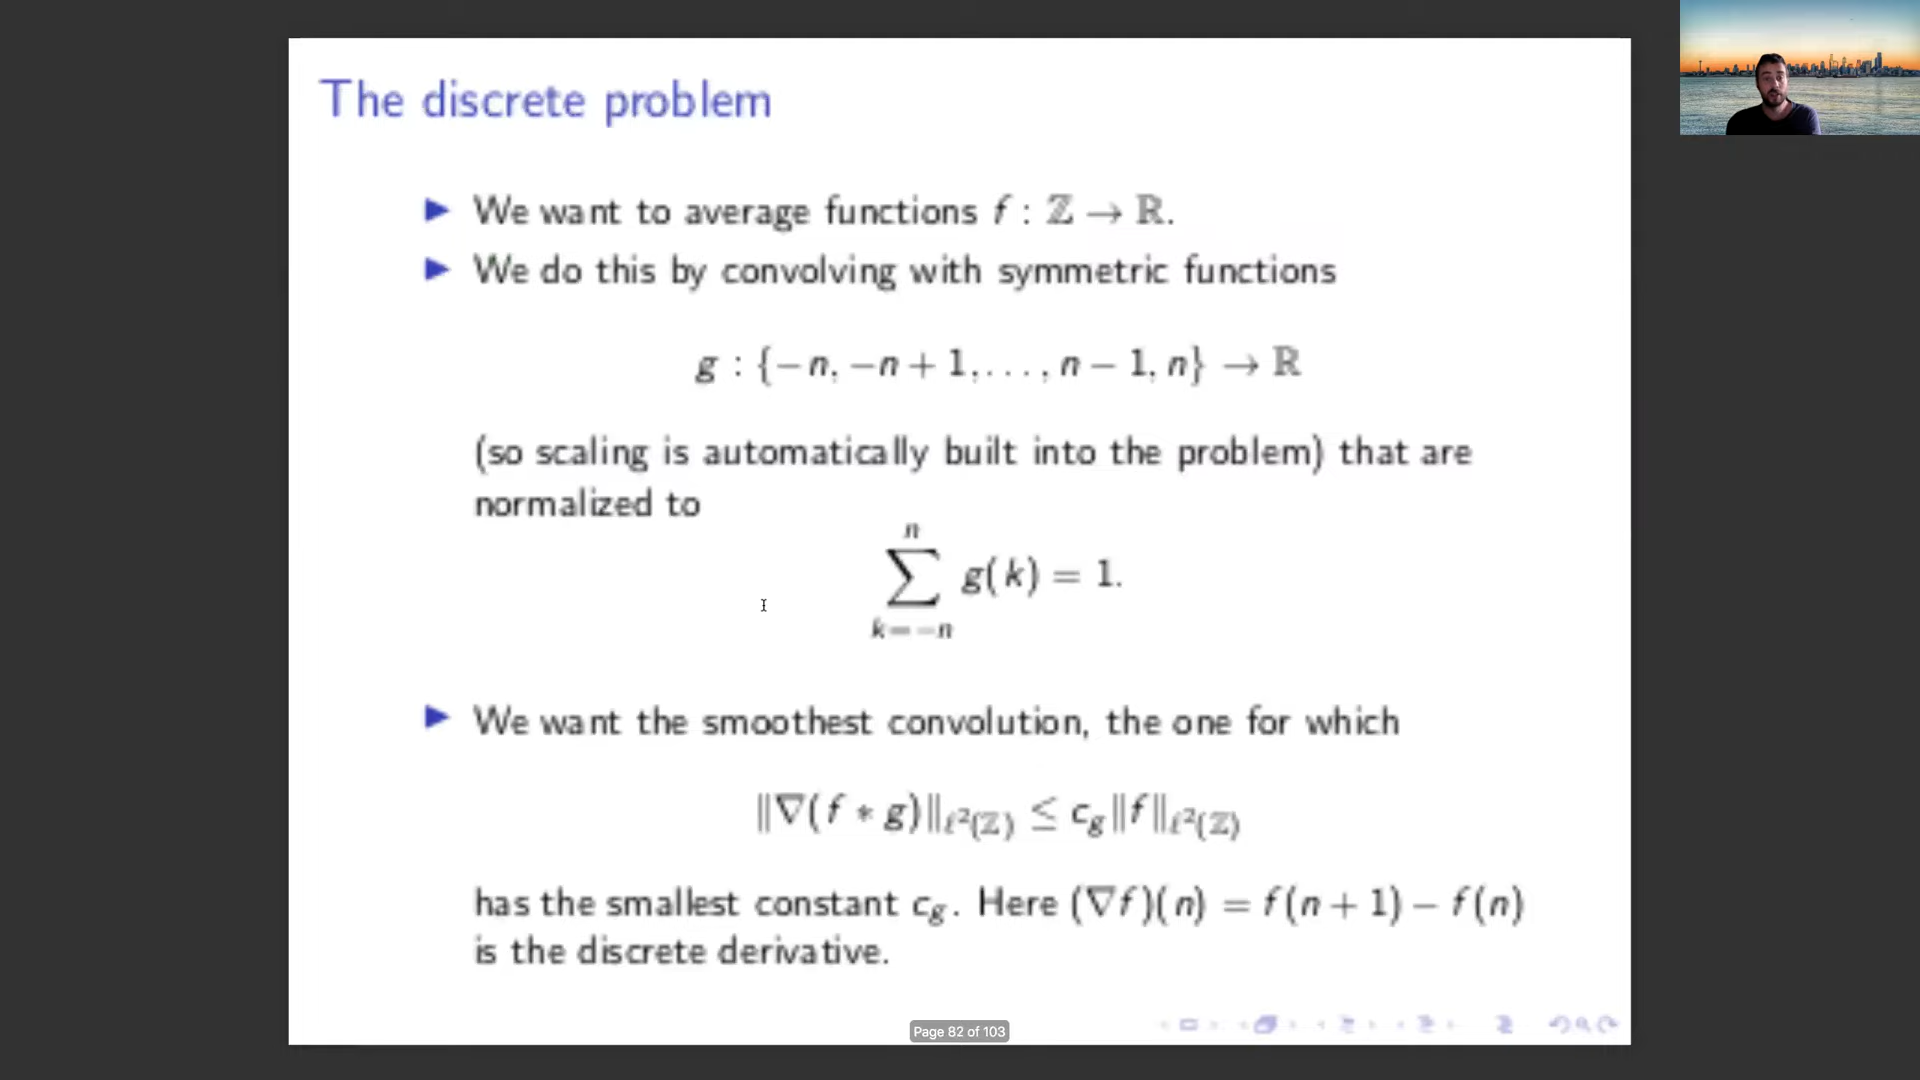 The discrete problem
▶ We want to average functions f : ℤ → ℝ.
▶ We do this by convolving with symmetric functions
g : {−n, −n + 1, . . . , n − 1, n} → ℝ
(so scaling is automatically built into the problem) that are
normalized to
n
∑ g(k) = 1.
k=−n
▶ We want the smoothest convolution, the one for which
‖∇(f ∗ g)‖ℓ²(ℤ) ≤ c_g‖f‖ℓ²(ℤ)
has the smallest constant c_g. Here (∇f)(n) = f(n + 1) − f(n)
is the discrete derivative.
Page 82 of 103